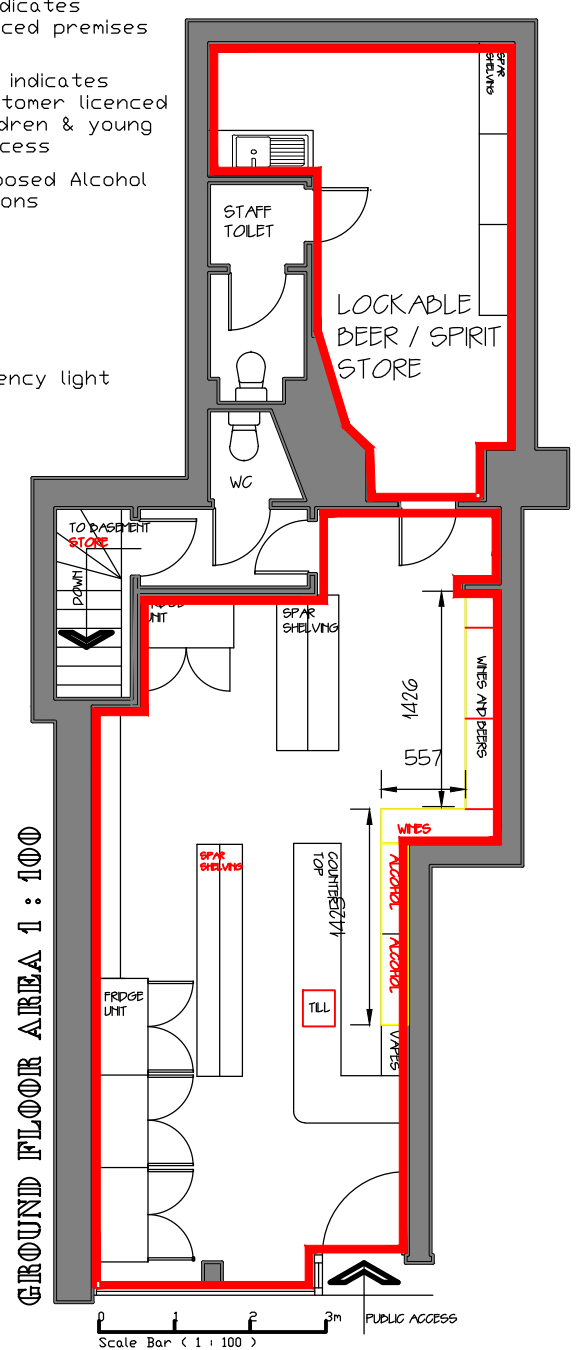 dicates
ced premises
indicates
tomer licenced
dren & young
cess
posed Alcohol
ons
ency light
SPAR
SHELVING
STAFF
TOILET
LOCKABLE
BEER / SPIRIT
STORE
WC
TO BASEMENT
STORE
DOWN
FRIDGE
UNIT
SPAR
SHELVING
WINES AND BEERS
1426
557
WINES
SPAR
SHELVING
COUNTER
TOP
1425
ALCOHOL
ALCOHOL
FRIDGE
UNIT
TILL
VAPES
GROUND FLOOR AREA 1 : 100
0 1 2 3m
PUBLIC ACCESS
Scale Bar ( 1 : 100 )